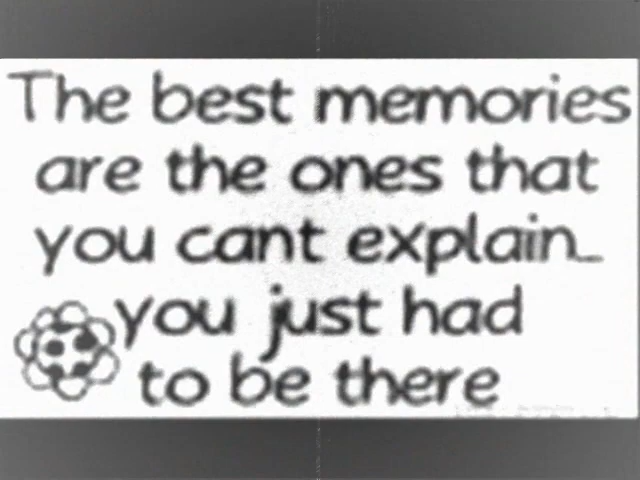 The best memories
are the ones that
you cant explain...
you just had
to be there